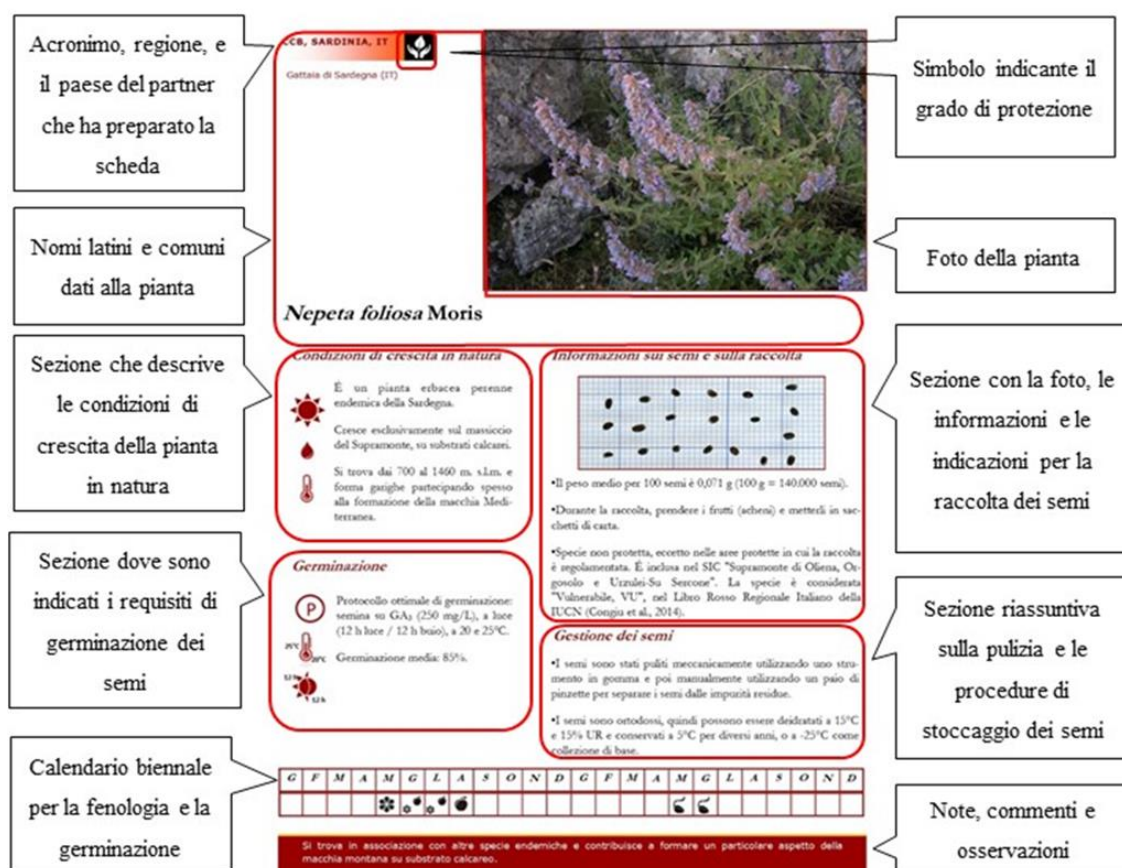 Acronimo, regione, e
il paese del partner
che ha preparato la
scheda
CCB, SARDINIA, IT
Gattaia di Sardegna (IT)
Simbolo indicante il
grado di protezione
Nomi latini e comuni
dati alla pianta
Foto della pianta
Nepeta foliosa Moris
Sezione che descrive
le condizioni di
crescita della pianta
in natura
Condizioni di crescita in natura
É un pianta erbacea perenne
endemica della Sardegna.
Cresce esclusivamente sul massiccio
del Supramonte, su substrati calcarei.
Si trova dai 700 al 1460 m. s.l.m. e
forma garighe partecipando spesso
alla formazione della macchia Medi-
terranea.
Informazioni sui semi e sulla raccolta
•Il peso medio per 100 semi è 0,071 g (100 g = 140.000 semi).
•Durante la raccolta, prendere i frutti (acheni) e metterli in sac-
chetti di carta.
•Specie non protetta, eccetto nelle aree protette in cui la raccolta
è regolamentata. É inclusa nel SIC "Supramonte di Oliena, Or-
gosolo e Urzulei-Su Sercone". La specie è considerata
"Vulnerabile, VU", nel Libro Rosso Regionale Italiano della
IUCN (Congiu et al., 2014).
Sezione con la foto, le
informazioni e le
indicazioni per la
raccolta dei semi
Sezione dove sono
indicati i requisiti di
germinazione dei
semi
Germinazione
P
Protocollo ottimale di germinazione:
semina su GA₃ (250 mg/L), a luce
(12 h luce / 12 h buio), a 20 e 25°C.
25°C
20°C
Germinazione media: 85%.
12 h
12 h
Gestione dei semi
•I semi sono stati puliti meccanicamente utilizzando uno stru-
mento in gomma e poi manualmente utilizzando un paio di
pinzette per separare i semi dalle impurità residue.
•I semi sono ortodossi, quindi possono essere deidratati a 15°C
e 15% UR e conservati a 5°C per diversi anni, o a -25°C come
collezione di base.
Sezione riassuntiva
sulla pulizia e le
procedure di
stoccaggio dei semi
Calendario biennale
per la fenologia e la
germinazione
G F M A M G L A S O N D G F M A M G L A S O N D
Si trova in associazione con altre specie endemiche e contribuisce a formare un particolare aspetto della
macchia montana su substrato calcareo.
Note, commenti e
osservazioni